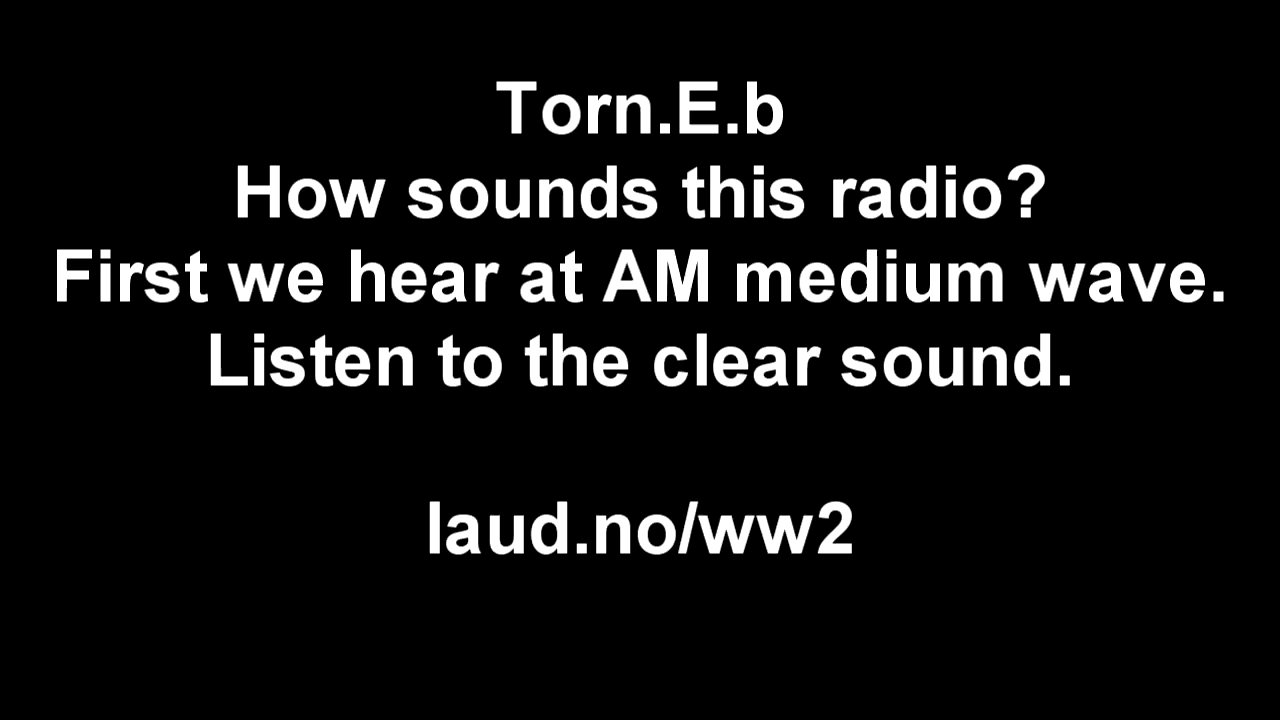 Torn.E.b
How sounds this radio?
First we hear at AM medium wave.
Listen to the clear sound.
laud.no/ww2